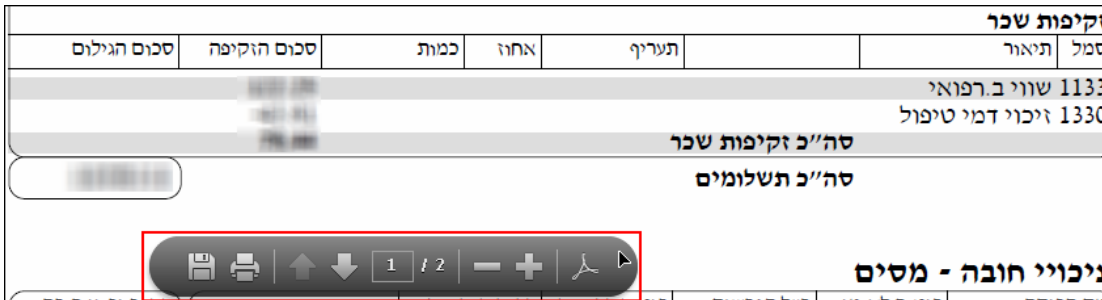 זקיפות שכר
סמל תיאור תעריף אחוז כמות סכום הזקיפה סכום הגילום
1133 שווי ב.רפואי
1330 זיכוי דמי טיפול
סה״כ זקיפות שכר
סה״כ תשלומים
1 / 2
ניכויי חובה - מסים